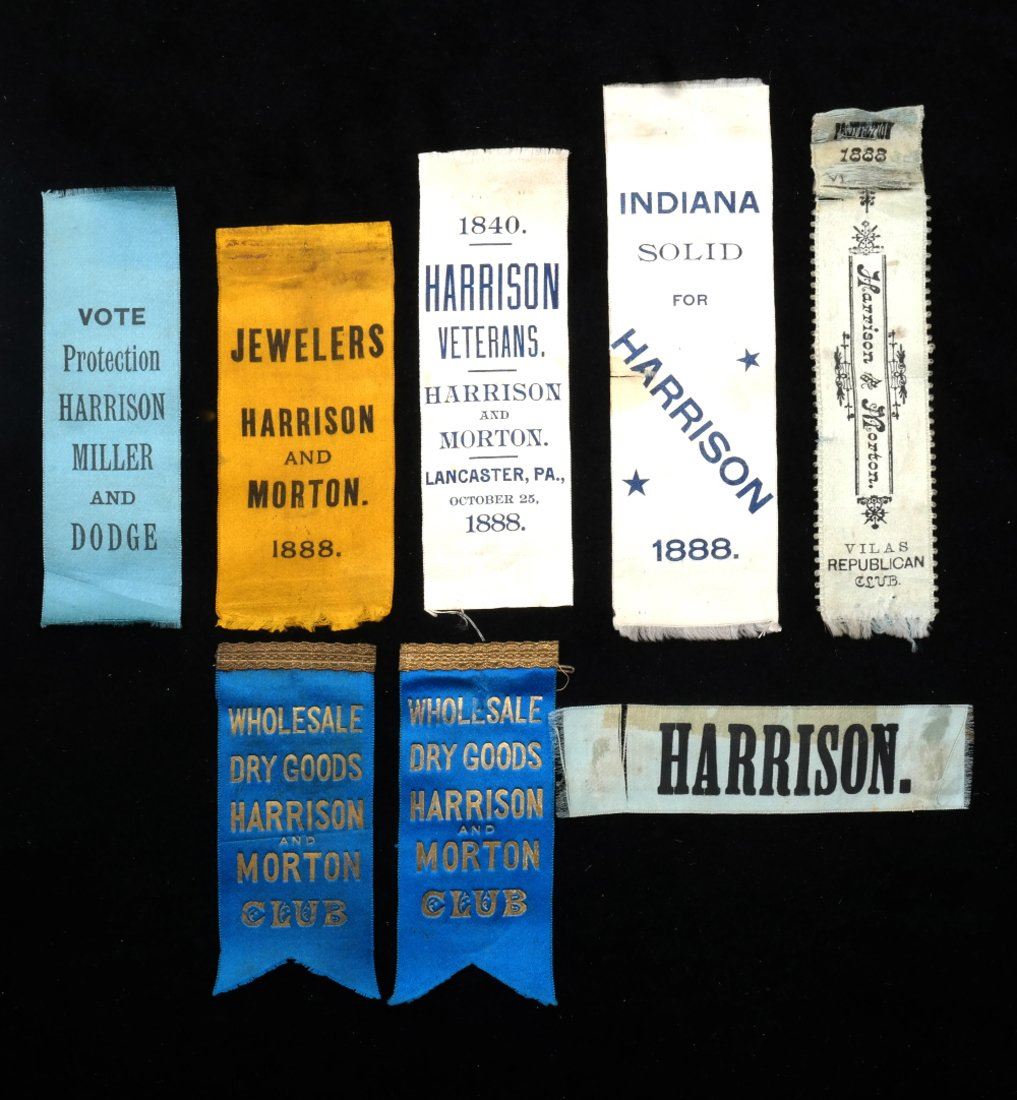 VOTE
Protection
HARRISON
MILLER
AND
DODGE
JEWELERS
HARRISON
AND
MORTON.
1888.
1840.
HARRISON
VETERANS.
HARRISON
AND
MORTON.
LANCASTER, PA.,
OCTOBER 25,
1888.
INDIANA
SOLID
FOR
HARRISON
1888.
1888
Harrison & Morton.
VILAS
REPUBLICAN
CLUB.
WHOLESALE
DRY GOODS
HARRISON
AND
MORTON
CLUB
WHOLESALE
DRY GOODS
HARRISON
AND
MORTON
CLUB
HARRISON.